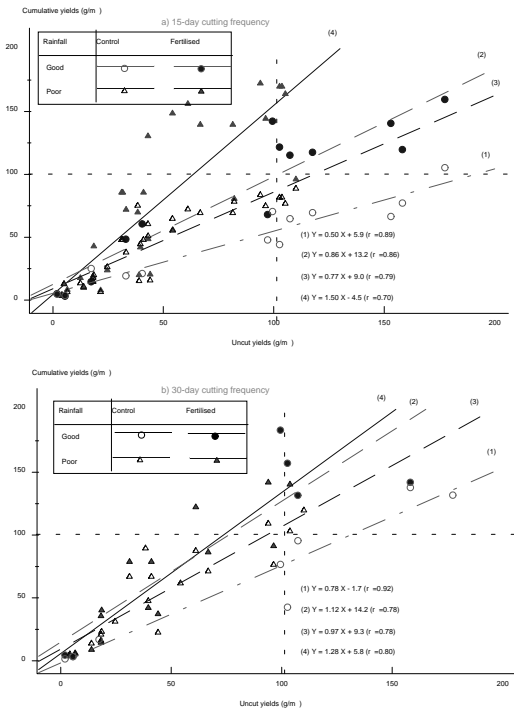 Cumulative yields (g/m )
a) 15-day cutting frequency
Rainfall Control Fertilised
Good
Poor
(4)
(2)
(3)
(1)
200
150
100
50
0
(1) Y = 0.50 X + 5.9 (r =0.89)
(2) Y = 0.86 X + 13.2 (r =0.86)
(3) Y = 0.77 X + 9.0 (r =0.79)
(4) Y = 1.50 X - 4.5 (r =0.70)
0 50 100 150 200
Uncut yields (g/m )
Cumulative yields (g/m )
b) 30-day cutting frequency
Rainfall Control Fertilised
Good
Poor
(4)
(2)
(3)
(1)
200
150
100
50
0
(1) Y = 0.78 X - 1.7 (r =0.92)
(2) Y = 1.12 X + 14.2 (r =0.78)
(3) Y = 0.97 X + 9.3 (r =0.78)
(4) Y = 1.28 X + 5.8 (r =0.80)
0 50 100 150 200
Uncut yields (g/m )